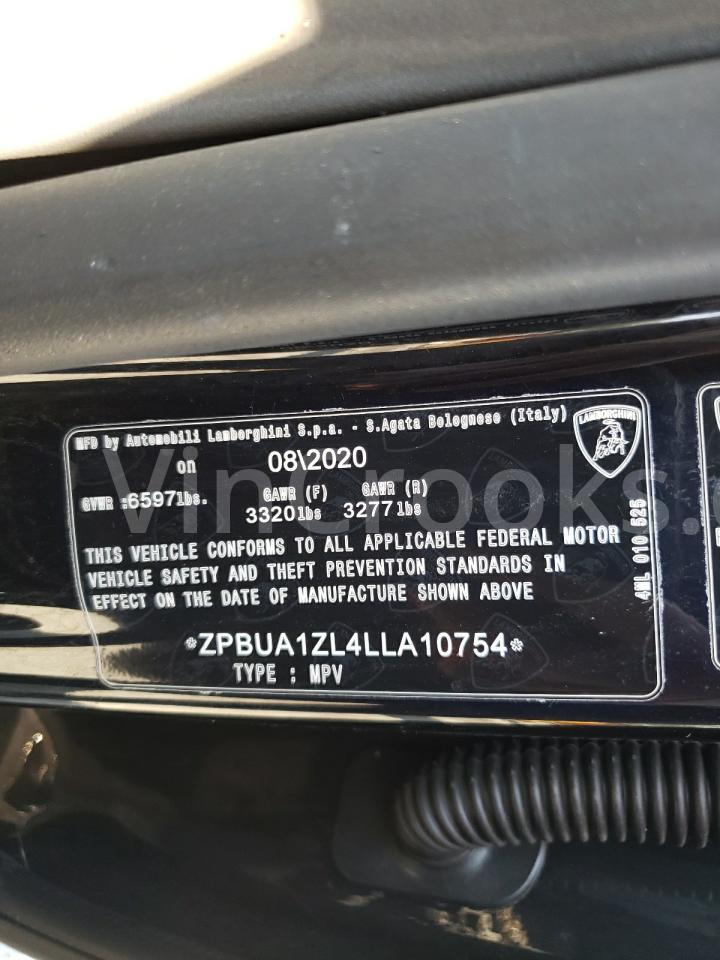 MFD by Automobili Lamborghini S.p.a. - S.Agata Bolognese (Italy)
LAMBORGHINI
on 08\2020
GVWR :6597lbs. GAWR (F) 3320lbs GAWR (R) 3277lbs
THIS VEHICLE CONFORMS TO ALL APPLICABLE FEDERAL MOTOR
VEHICLE SAFETY AND THEFT PREVENTION STANDARDS IN
EFFECT ON THE DATE OF MANUFACTURE SHOWN ABOVE
*ZPBUA1ZL4LLA10754*
TYPE : MPV
4ML 010 525
VinCrooks.